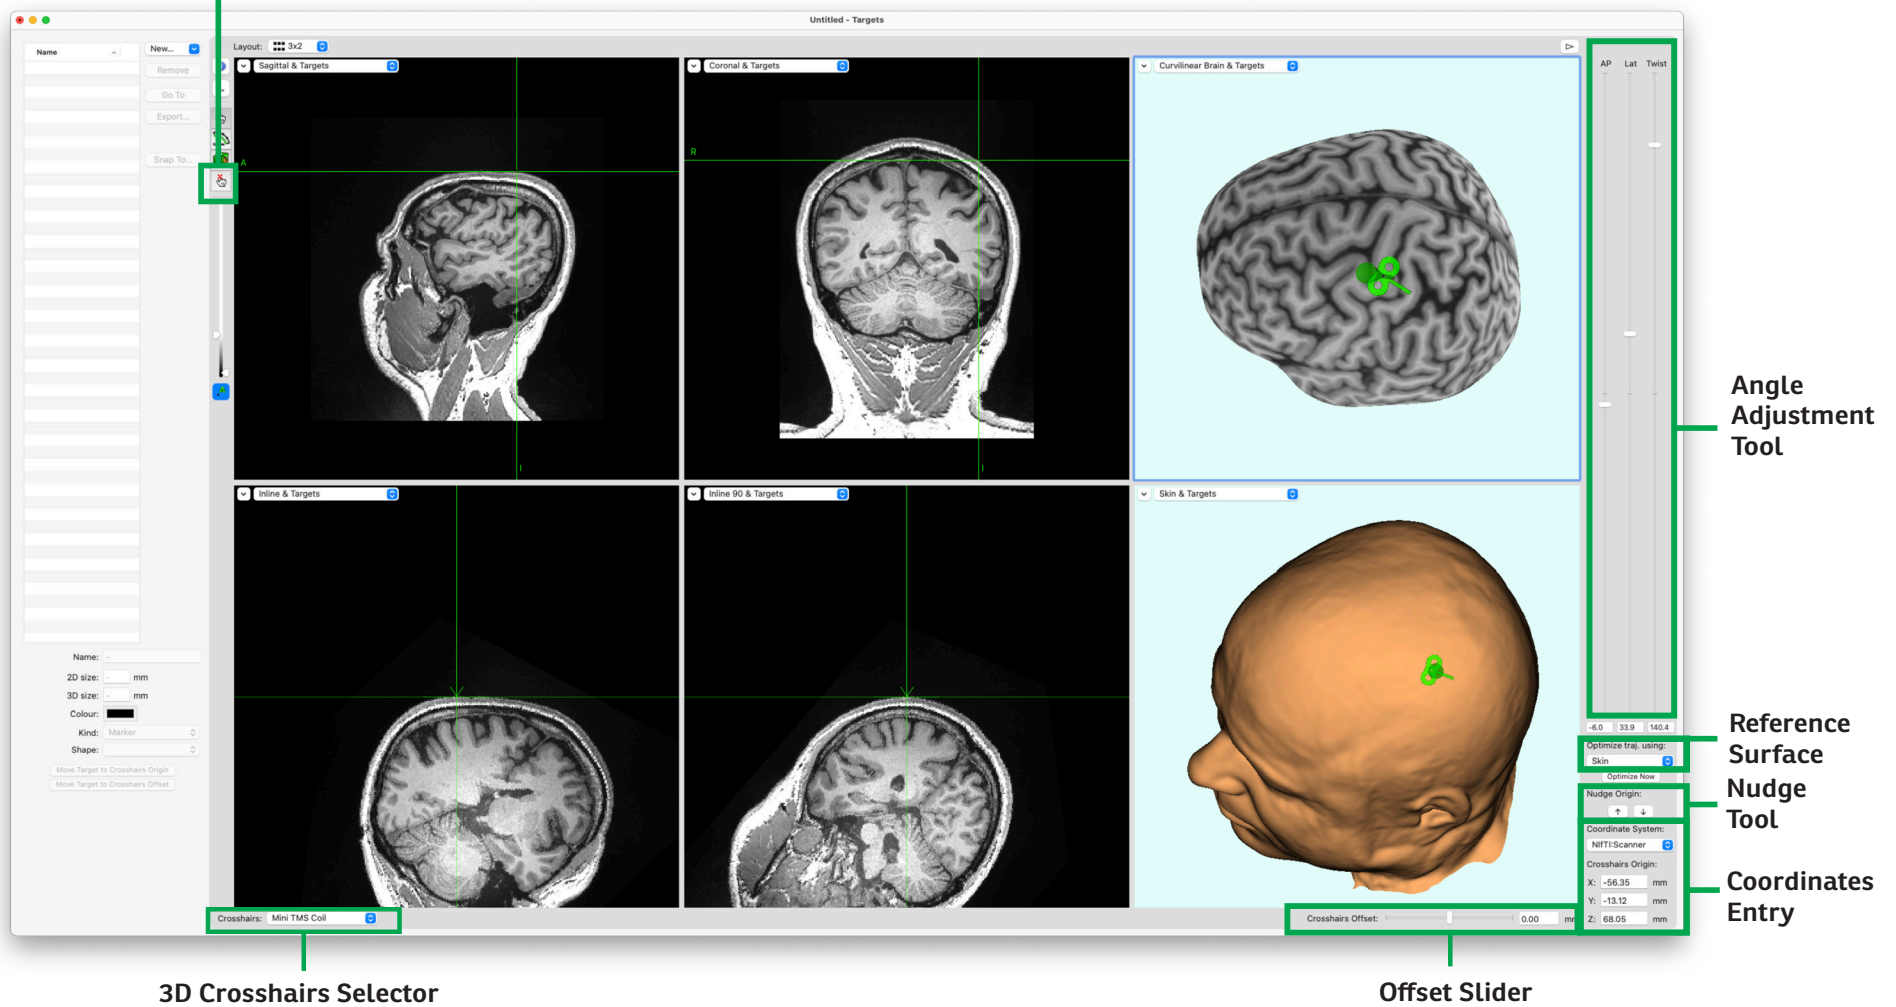 Untitled - Targets
Name
New...
Remove
Go To
Export...
Snap To...
Layout: 3x2
Sagittal & Targets
A
I
Coronal & Targets
R
I
Curvilinear Brain & Targets
AP Lat Twist
Inline & Targets
Inline 90 & Targets
Skin & Targets
Name: -
2D size: - mm
3D size: - mm
Colour:
Kind: Marker
Shape:
Move Target to Crosshairs Origin
Move Target to Crosshairs Offset
-6.0 33.9 140.4
Optimize traj. using:
Skin
Optimize Now
Nudge Origin:
Coordinate System:
NIfTI:Scanner
Crosshairs Origin:
X: -56.35 mm
Y: -13.12 mm
Z: 68.05 mm
Crosshairs: Mini TMS Coil
Crosshairs Offset: 0.00
Angle
Adjustment
Tool
Reference
Surface
Nudge
Tool
Coordinates
Entry
3D Crosshairs Selector
Offset Slider